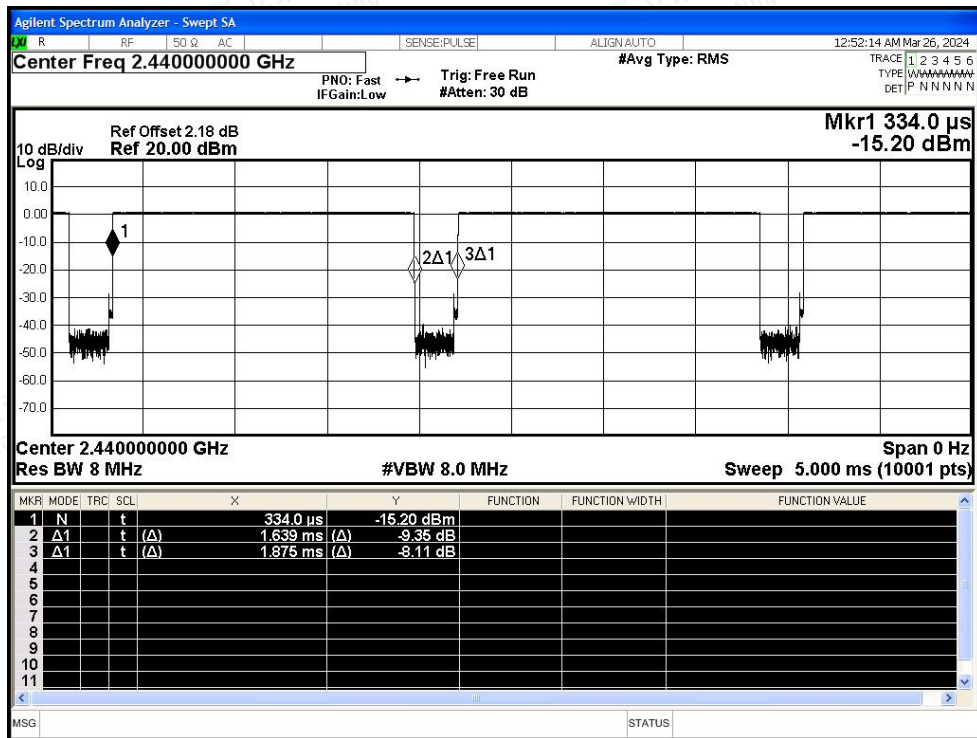 Agilent Spectrum Analyzer - Swept SA
LXI R RF 50 Ω AC SENSE:PULSE ALIGN AUTO 12:52:14 AM Mar 26, 2024
Center Freq 2.440000000 GHz #Avg Type: RMS TRACE 1 2 3 4 5 6
PNO: Fast Trig: Free Run TYPE W
IFGain:Low #Atten: 30 dB DET P N N N N N
Mkr1 334.0 µs
Ref Offset 2.18 dB
10 dB/div Ref 20.00 dBm -15.20 dBm
Log
10.0
0.00
1
-10.0
2Δ1 3Δ1
-20.0
-30.0
-40.0
-50.0
-60.0
-70.0
Center 2.440000000 GHz Span 0 Hz
Res BW 8 MHz #VBW 8.0 MHz Sweep 5.000 ms (10001 pts)
MKR MODE TRC SCL X Y FUNCTION FUNCTION WIDTH FUNCTION VALUE
1 N t 334.0 µs -15.20 dBm
2 Δ1 t (Δ) 1.639 ms (Δ) -9.35 dB
3 Δ1 t (Δ) 1.875 ms (Δ) -8.11 dB
4
5
6
7
8
9
10
11
MSG STATUS